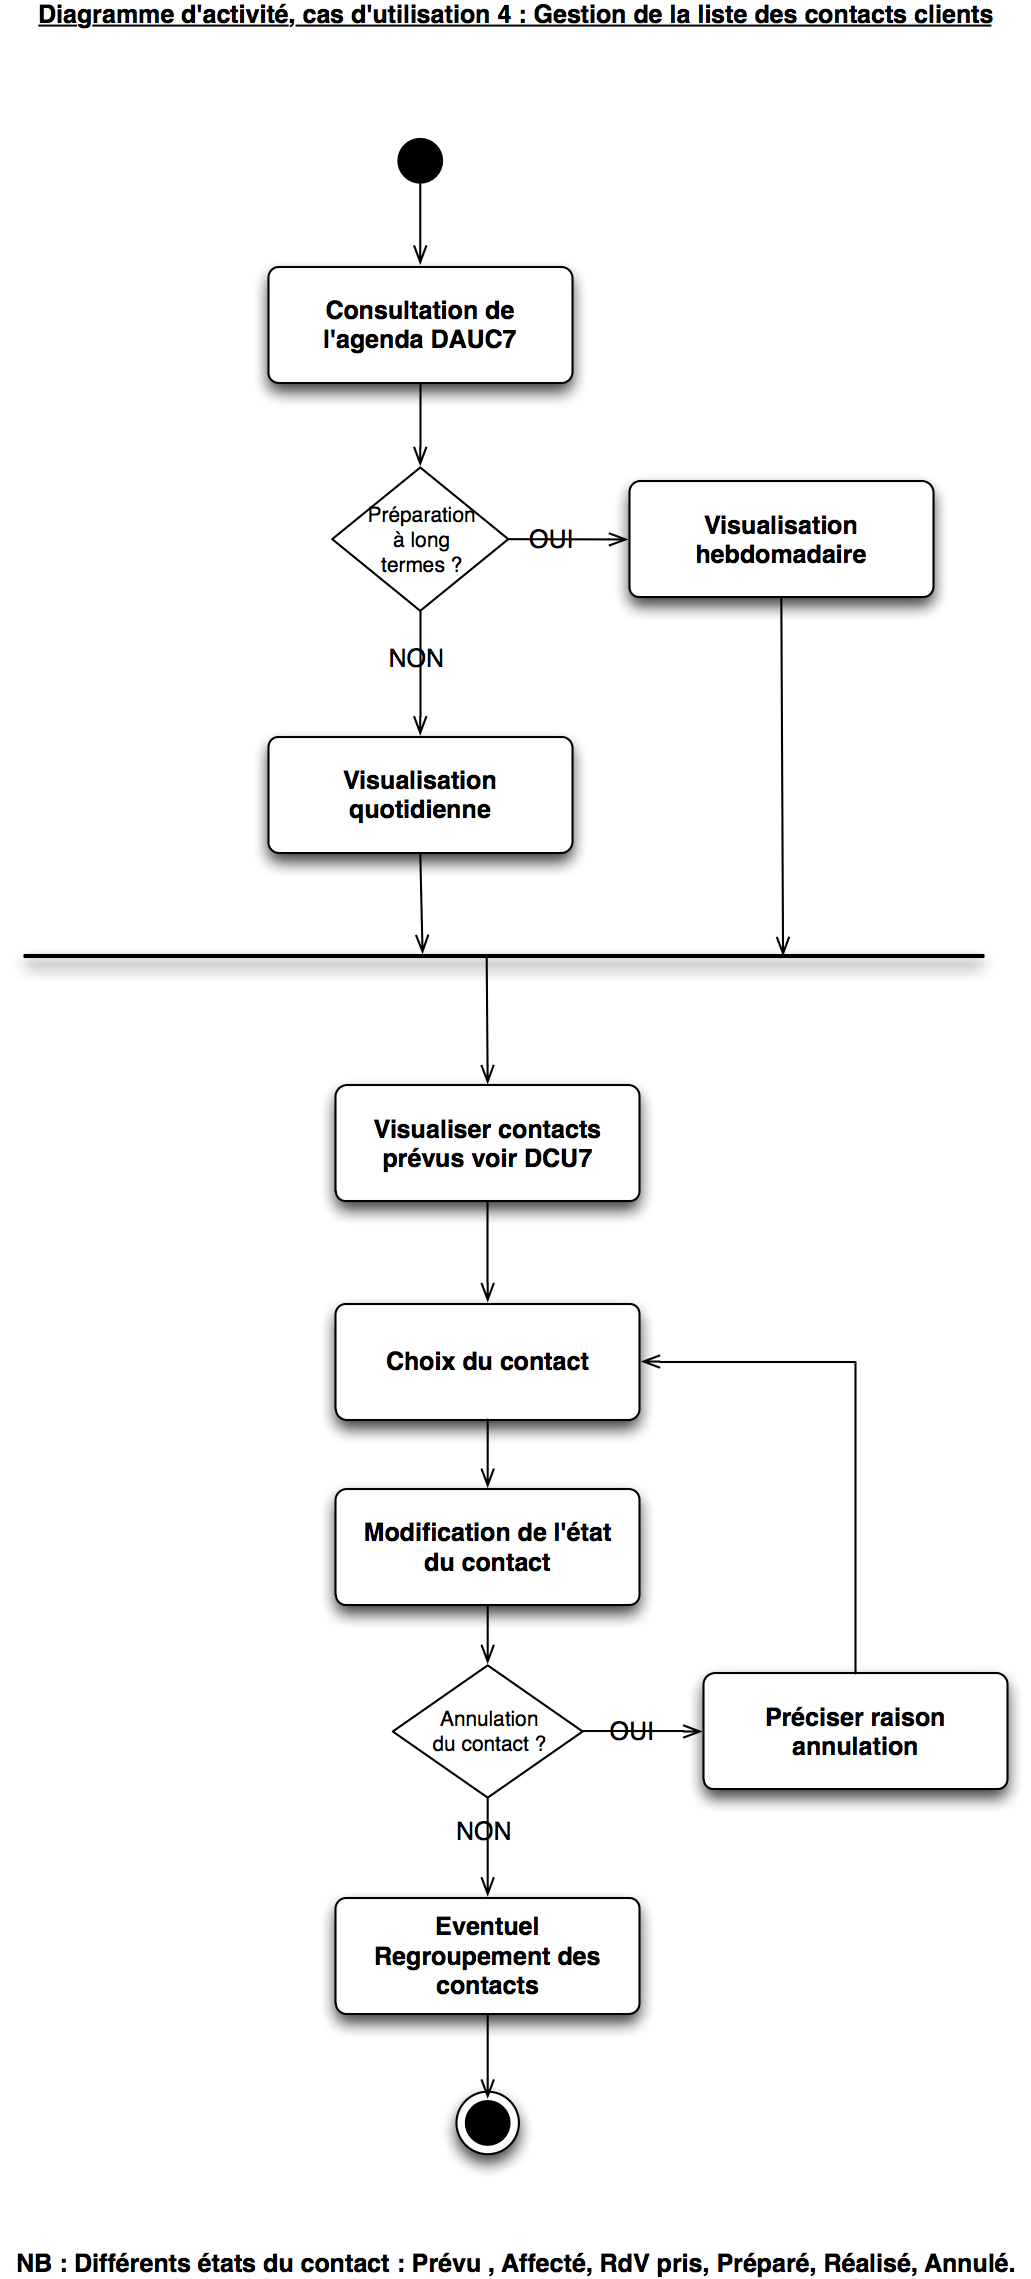 Diagramme d'activité, cas d'utilisation 4 : Gestion de la liste des contacts clients
Consultation de
l'agenda DAUC7
Préparation
à long
termes ?
OUI
Visualisation
hebdomadaire
NON
Visualisation
quotidienne
Visualiser contacts
prévus voir DCU7
Choix du contact
Modification de l'état
du contact
Annulation
du contact ?
OUI
Préciser raison
annulation
NON
Eventuel
Regroupement des
contacts
NB : Différents états du contact : Prévu , Affecté, RdV pris, Préparé, Réalisé, Annulé.